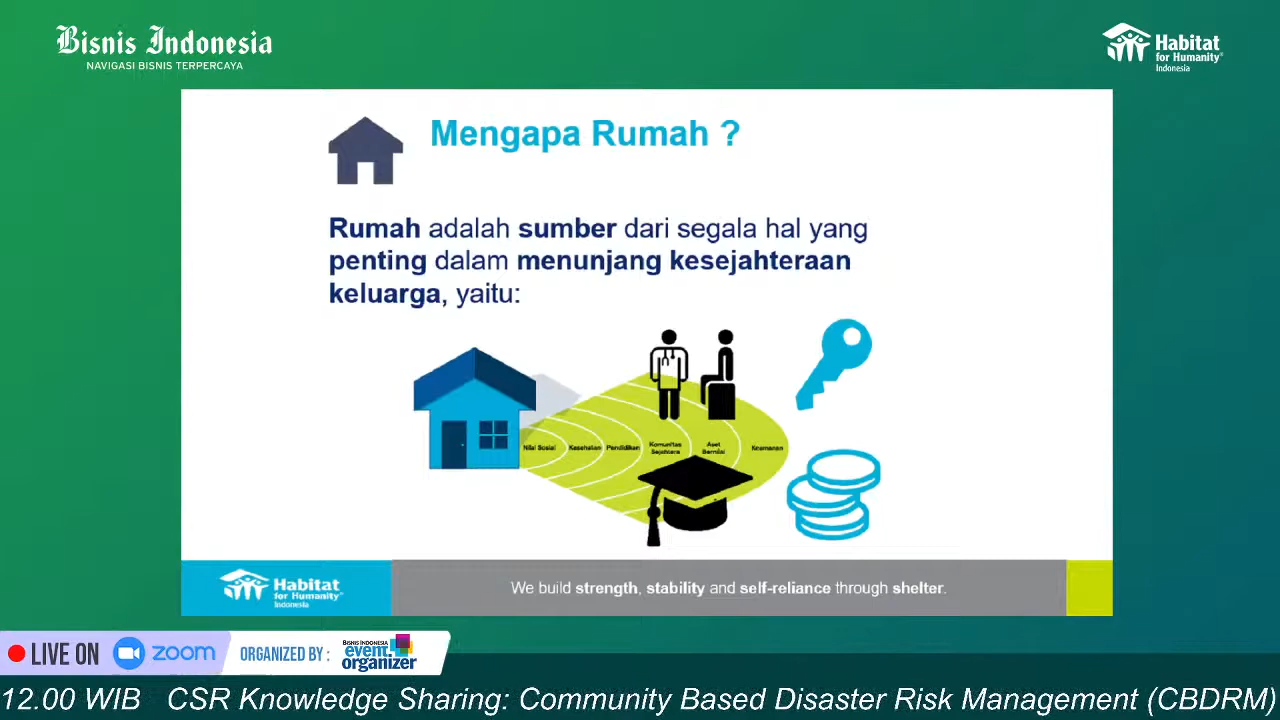 Bisnis Indonesia
NAVIGASI BISNIS TERPERCAYA
Habitat
for Humanity®
Indonesia
Mengapa Rumah ?
Rumah adalah sumber dari segala hal yang
penting dalam menunjang kesejahteraan
keluarga, yaitu:
Nilai Sosial
Kesehatan
Pendidikan
Komunitas
Sejahtera
Aset
Bernilai
Keamanan
Habitat
for Humanity®
Indonesia
We build strength, stability and self-reliance through shelter.
LIVE ON zoom
ORGANIZED BY :
BISNIS INDONESIA
event
organizer
12.00 WIB CSR Knowledge Sharing: Community Based Disaster Risk Management (CBDRM)